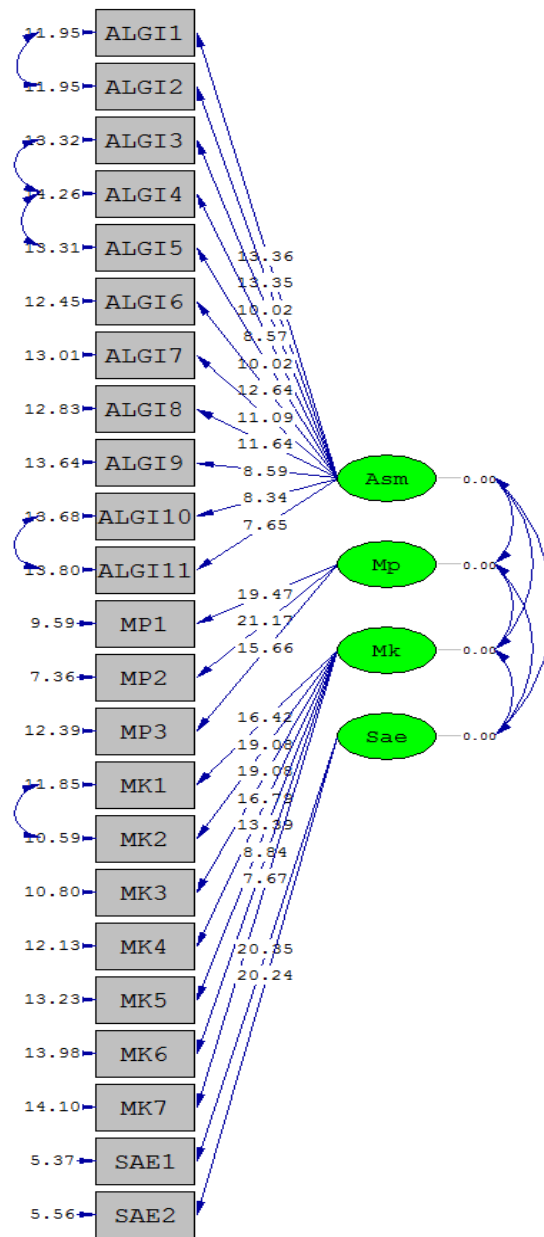 11.95 ALGI1
11.95 ALGI2
13.32 ALGI3
14.26 ALGI4
13.31 ALGI5
12.45 ALGI6
13.01 ALGI7
12.83 ALGI8
13.64 ALGI9
13.68 ALGI10
13.80 ALGI11
9.59 MP1
7.36 MP2
12.39 MP3
11.85 MK1
10.59 MK2
10.80 MK3
12.13 MK4
13.23 MK5
13.98 MK6
14.10 MK7
5.37 SAE1
5.56 SAE2
13.36
13.35
10.02
8.57
10.02
12.64
11.09
11.64
8.59
8.34
7.65
19.47
21.17
15.66
16.42
19.08
19.08
16.79
13.39
8.84
7.67
20.35
20.24
Asm 0.00
Mp 0.00
Mk 0.00
Sae 0.00